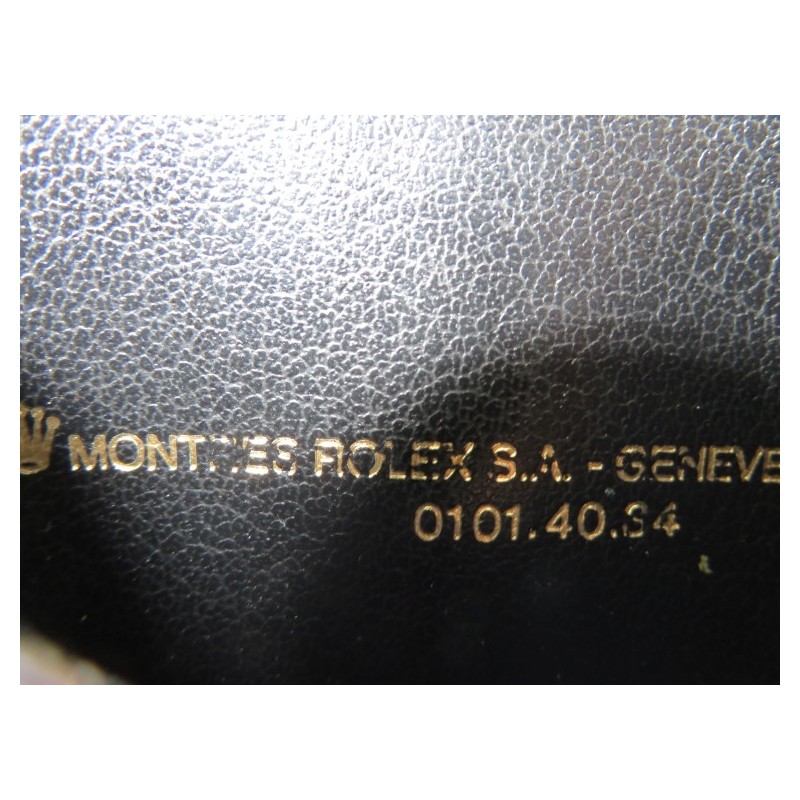 MONTRES ROLEX S.A. - GENEVE
0101.40.34